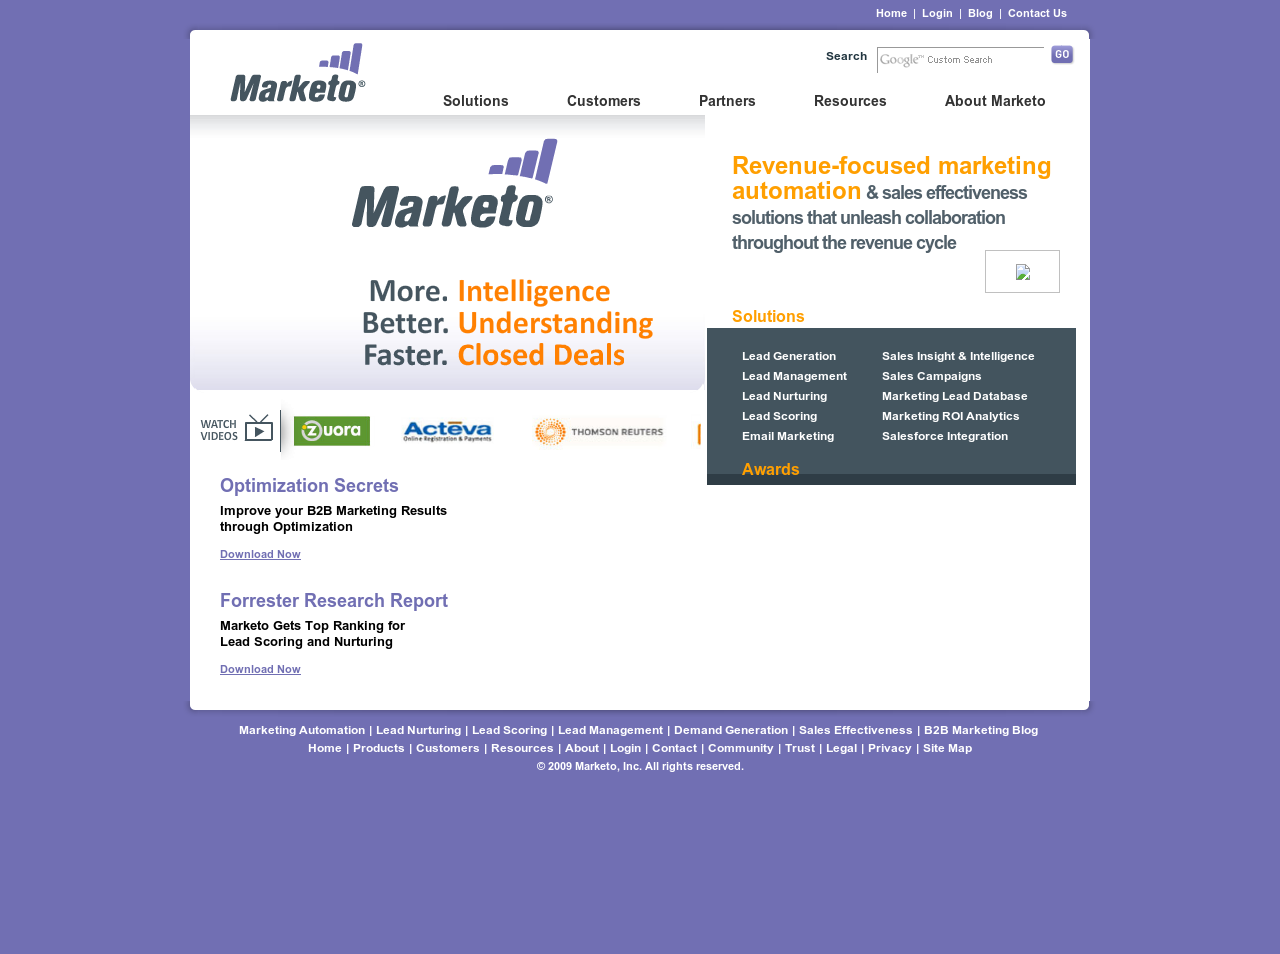 Home | Login | Blog | Contact Us
Marketo®
Search
Google™ Custom Search
GO
Solutions Customers Partners Resources About Marketo
Marketo®
More. Intelligence
Better. Understanding
Faster. Closed Deals
Revenue-focused marketing
automation & sales effectiveness
solutions that unleash collaboration
throughout the revenue cycle
Solutions
Lead Generation Sales Insight & Intelligence
Lead Management Sales Campaigns
Lead Nurturing Marketing Lead Database
Lead Scoring Marketing ROI Analytics
Email Marketing Salesforce Integration
Awards
WATCH
VIDEOS
zuora
Acteva
Online Registration & Payments
THOMSON REUTERS
Optimization Secrets
Improve your B2B Marketing Results
through Optimization
Download Now
Forrester Research Report
Marketo Gets Top Ranking for
Lead Scoring and Nurturing
Download Now
Marketing Automation | Lead Nurturing | Lead Scoring | Lead Management | Demand Generation | Sales Effectiveness | B2B Marketing Blog
Home | Products | Customers | Resources | About | Login | Contact | Community | Trust | Legal | Privacy | Site Map
© 2009 Marketo, Inc. All rights reserved.